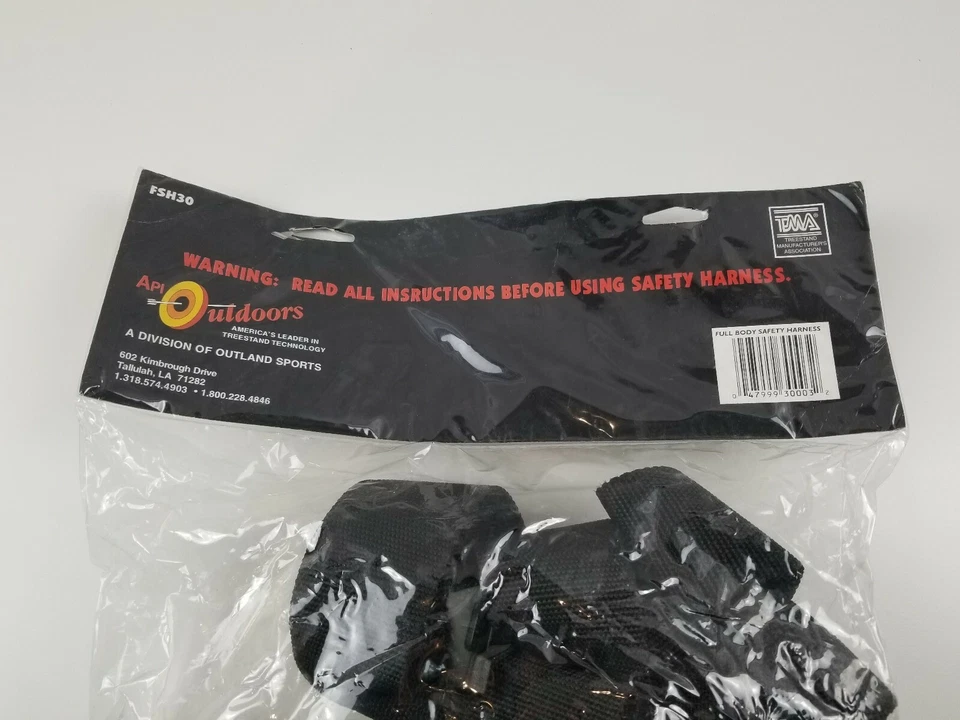 FSH30
TMA®
TREESTAND
MANUFACTURER'S
ASSOCIATION
WARNING: READ ALL INSRUCTIONS BEFORE USING SAFETY HARNESS.
API
Outdoors
AMERICA'S LEADER IN
TREESTAND TECHNOLOGY
A DIVISION OF OUTLAND SPORTS
602 Kimbrough Drive
Tallulah, LA 71282
1.318.574.4903 • 1.800.228.4846
FULL BODY SAFETY HARNESS
0 47999 30003